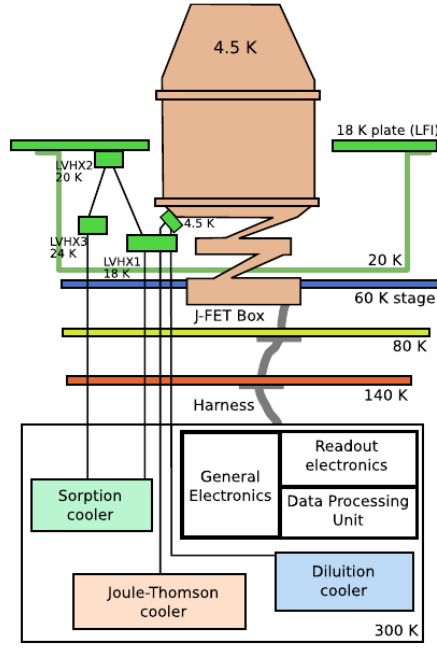 4.5 K
18 K plate (LFI)
LVHX2
20 K
4.5 K
LVHX3
24 K
LVHX1
18 K
20 K
60 K stage
J-FET Box
80 K
140 K
Harness
General
Electronics
Readout
electronics
Data Processing
Unit
Sorption
cooler
Joule-Thomson
cooler
Diluition
cooler
300 K